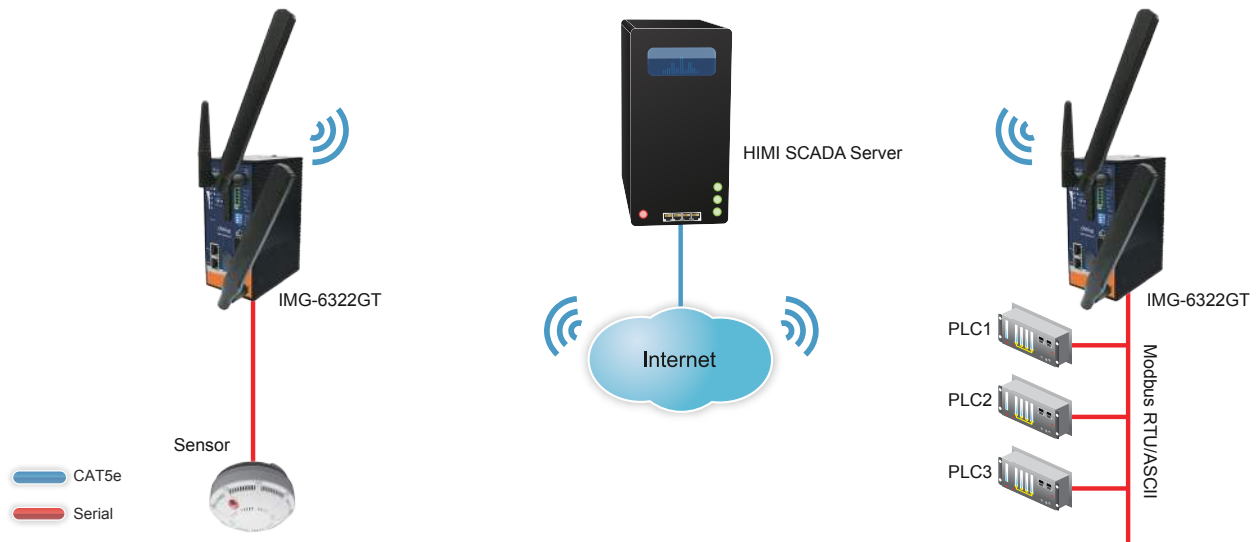 HIMI SCADA Server
IMG-6322GT
IMG-6322GT
PLC1
Internet
PLC2
Modbus RTU/ASCII
Sensor
PLC3
CAT5e
Serial